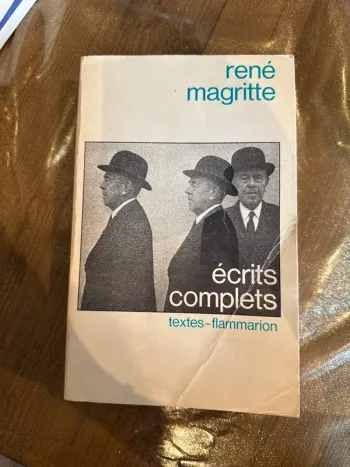 rené
magritte
écrits
complets
textes-flammarion